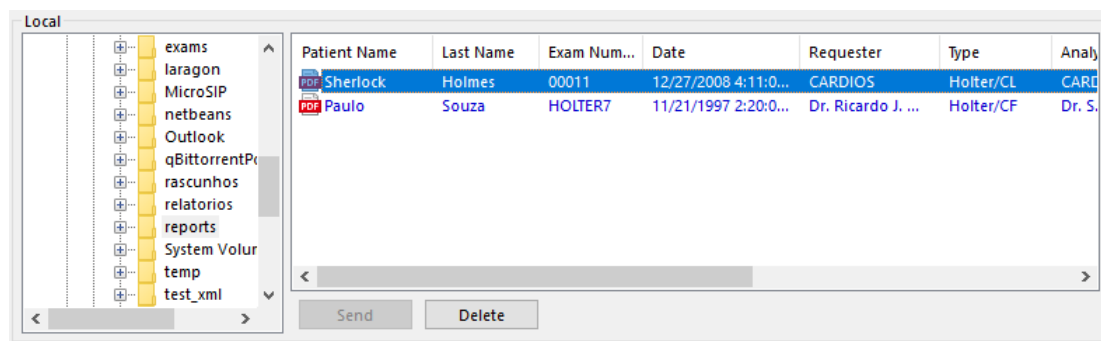 Local
exams
laragon
MicroSIP
netbeans
Outlook
qBittorrentPo
rascunhos
relatorios
reports
System Volur
temp
test_xml
Patient Name Last Name Exam Num... Date Requester Type Analy
PDF Sherlock Holmes 00011 12/27/2008 4:11:0... CARDIOS Holter/CL CARD
PDF Paulo Souza HOLTER7 11/21/1997 2:20:0... Dr. Ricardo J. ... Holter/CF Dr. S.
Send Delete